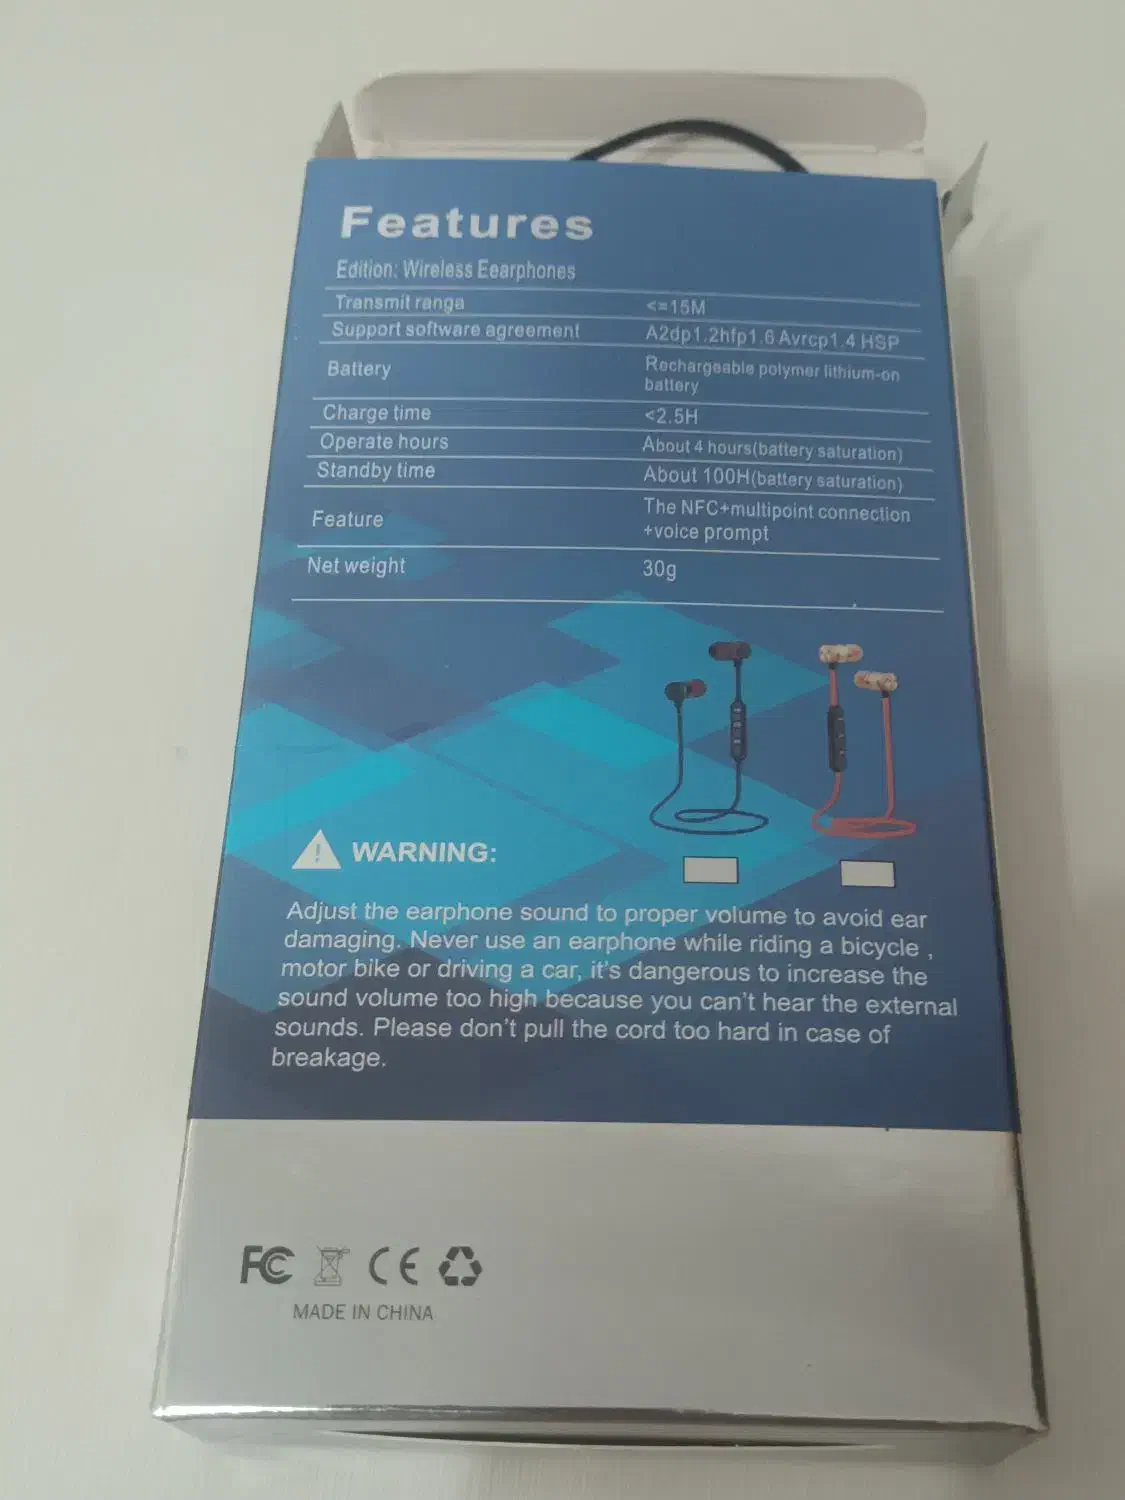 Features
Edition: Wireless Eearphones
Transmit range <=15M
Support software agreement A2dp1.2hfp1.6 Avrcp1.4 HSP
Battery Rechargeable polymer lithium-on
battery
Charge time <2.5H
Operate hours About 4 hours(battery saturation)
Standby time About 100H(battery saturation)
Feature The NFC+multipoint connection
+voice prompt
Net weight 30g
WARNING:
Adjust the earphone sound to proper volume to avoid ear
damaging. Never use an earphone while riding a bicycle ,
motor bike or driving a car, it's dangerous to increase the
sound volume too high because you can't hear the external
sounds. Please don't pull the cord too hard in case of
breakage.
FC CE
MADE IN CHINA